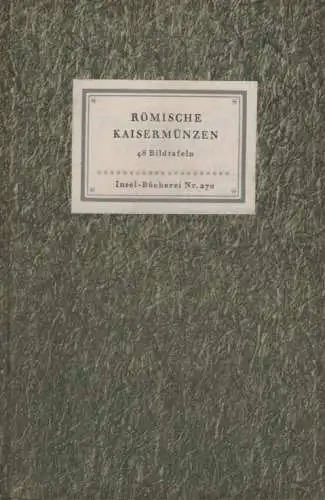 RÖMISCHE
KAISERMÜNZEN
48 Bildtafeln
Insel-Bücherei Nr. 270